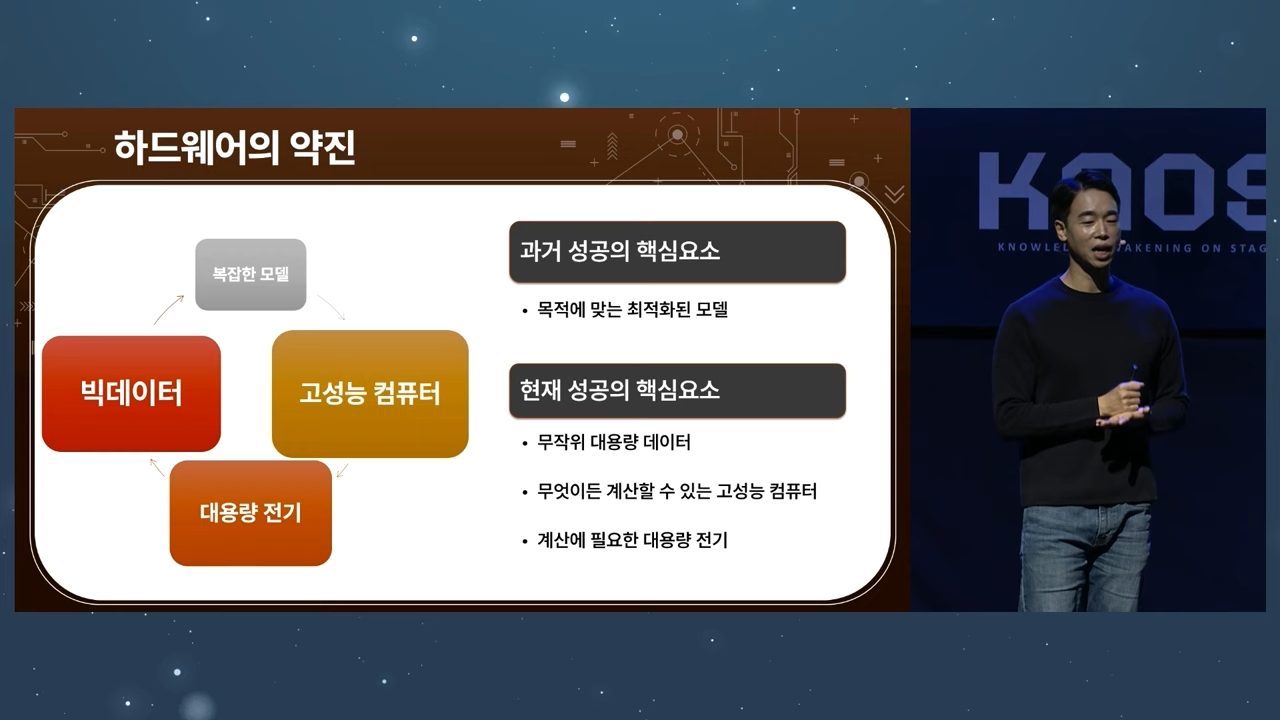 하드웨어의 약진
복잡한 모델
빅데이터
고성능 컴퓨터
대용량 전기
과거 성공의 핵심요소
• 목적에 맞는 최적화된 모델
현재 성공의 핵심요소
• 무작위 대용량 데이터
• 무엇이든 계산할 수 있는 고성능 컴퓨터
• 계산에 필요한 대용량 전기
KAOS
ON STAG